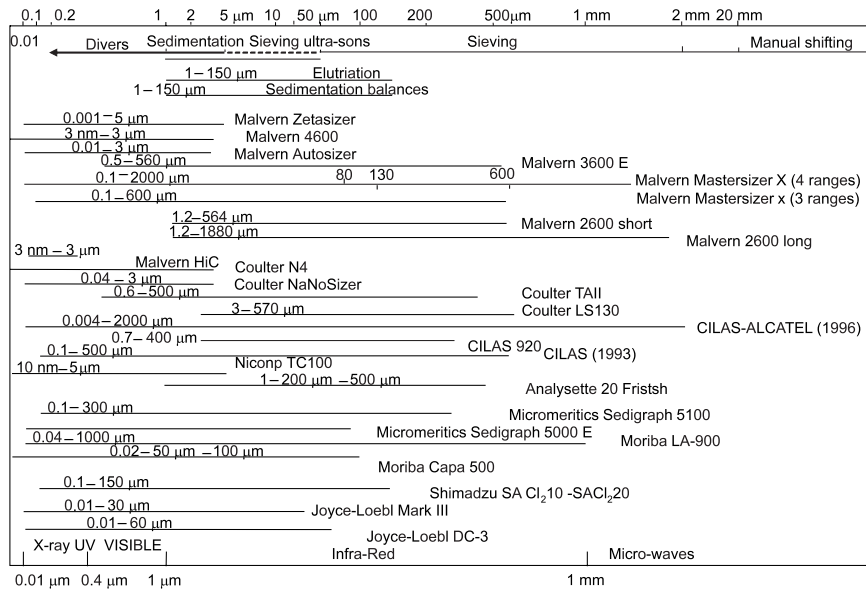 0.1 0.2 1 2 5 μm 10 50 μm 100 200 500μm 1 mm 2 mm 20 mm
0.01 Divers Sedimentation Sieving ultra-sons Sieving Manual shifting
1–150 μm Elutriation
1–150 μm Sedimentation balances
0.001–5 μm Malvern Zetasizer
3 nm–3 μm Malvern 4600
0.01–3 μm Malvern Autosizer
0.5–560 μm Malvern 3600 E
0.1–2000 μm 80 130 600 Malvern Mastersizer X (4 ranges)
0.1–600 μm Malvern Mastersizer x (3 ranges)
1.2–564 μm Malvern 2600 short
1.2–1880 μm Malvern 2600 long
3 nm–3 μm
Malvern HiC Coulter N4
0.04–3 μm Coulter NaNoSizer
0.6–500 μm Coulter TAII
3–570 μm Coulter LS130
0.004–2000 μm CILAS-ALCATEL (1996)
0.7–400 μm CILAS 920
0.1–500 μm CILAS (1993)
10 nm–5μm Niconp TC100
1–200 μm –500 μm Analysette 20 Fristsh
0.1–300 μm Micromeritics Sedigraph 5100
Micromeritics Sedigraph 5000 E
0.04–1000 μm Moriba LA-900
0.02–50 μm –100 μm Moriba Capa 500
0.1–150 μm Shimadzu SA Cl₂10 -SACl₂20
0.01–30 μm Joyce-Loebl Mark III
0.01–60 μm Joyce-Loebl DC-3
X-ray UV VISIBLE Infra-Red Micro-waves
0.01 μm 0.4 μm 1 μm 1 mm